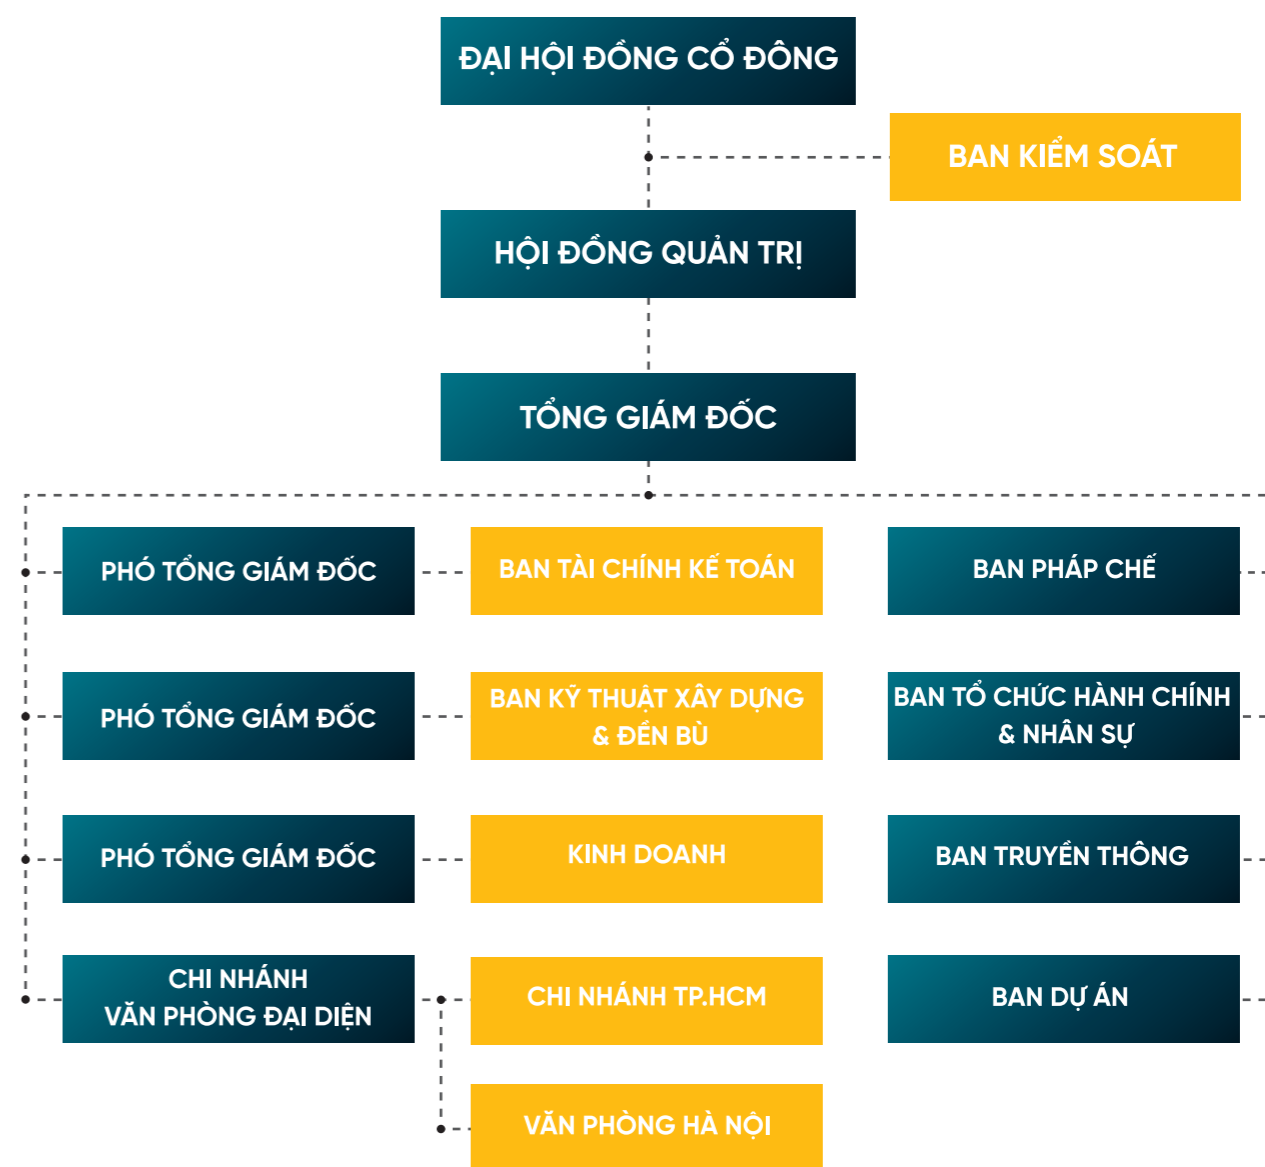 ĐẠI HỘI ĐỒNG CỔ ĐÔNG
BAN KIỂM SOÁT
HỘI ĐỒNG QUẢN TRỊ
TỔNG GIÁM ĐỐC
PHÓ TỔNG GIÁM ĐỐC
BAN TÀI CHÍNH KẾ TOÁN
BAN PHÁP CHẾ
PHÓ TỔNG GIÁM ĐỐC
BAN KỸ THUẬT XÂY DỰNG
& ĐỀN BÙ
BAN TỔ CHỨC HÀNH CHÍNH
& NHÂN SỰ
PHÓ TỔNG GIÁM ĐỐC
KINH DOANH
BAN TRUYỀN THÔNG
CHI NHÁNH
VĂN PHÒNG ĐẠI DIỆN
CHI NHÁNH TP.HCM
BAN DỰ ÁN
VĂN PHÒNG HÀ NỘI